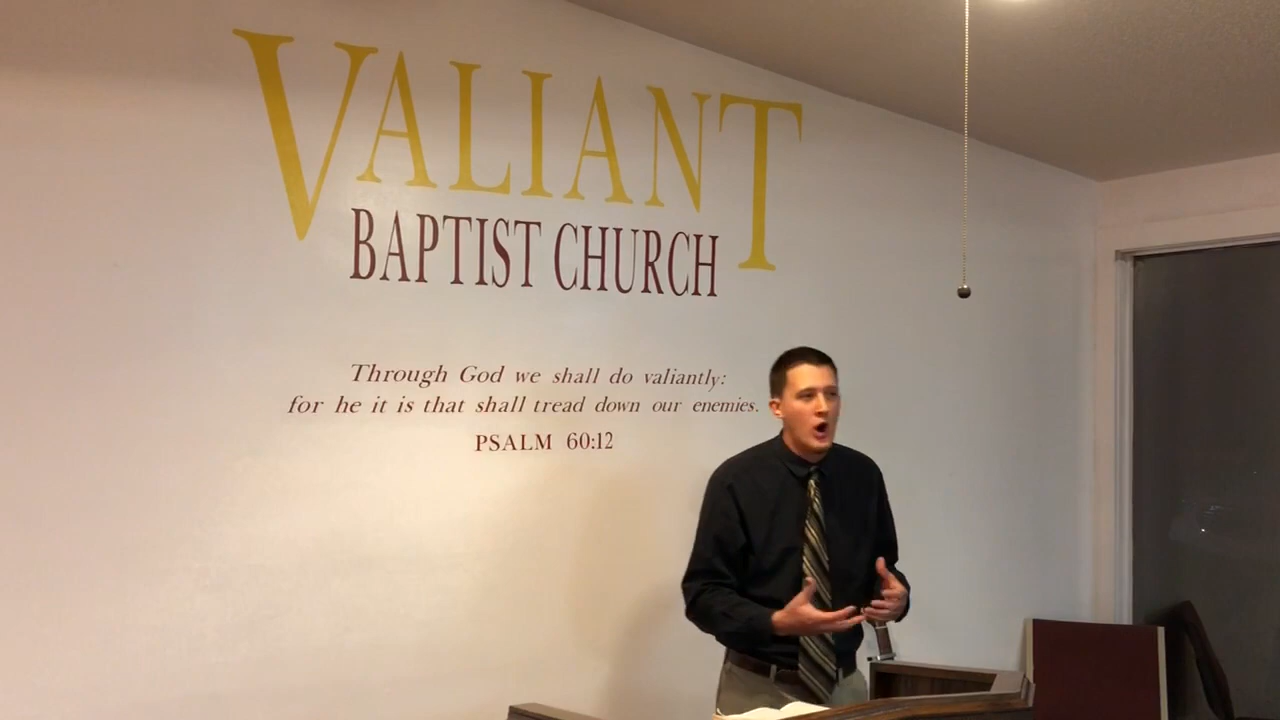 VALIANT
BAPTIST CHURCH
Through God we shall do valiantly:
for he it is that shall tread down our enemies.
PSALM 60:12